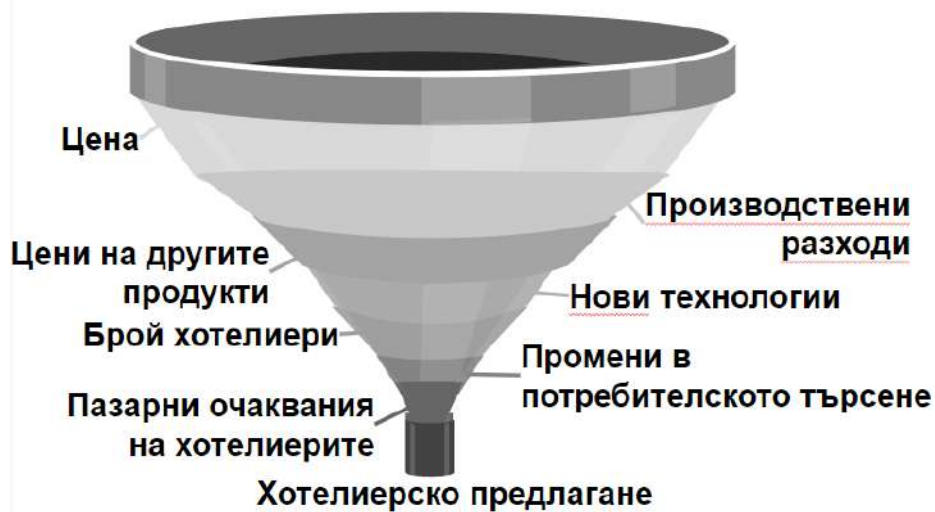 Цена
Производствени
разходи
Цени на другите
продукти
Нови технологии
Брой хотелиери
Промени в
потребителското търсене
Пазарни очаквания
на хотелиерите
Хотелиерско предлагане